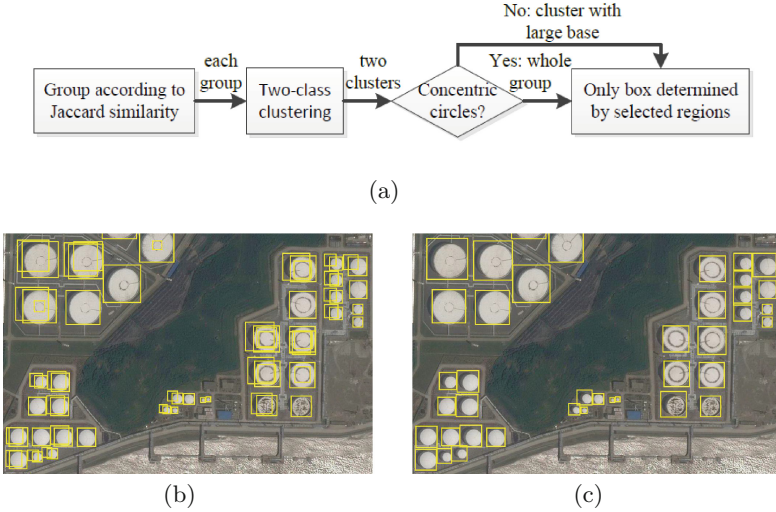 No: cluster with
large base
each
group
two
clusters
Yes: whole
group
Group according to
Jaccard similarity
Two-class
clustering
Concentric
circles?
Only box determined
by selected regions
(a)
(b)
(c)